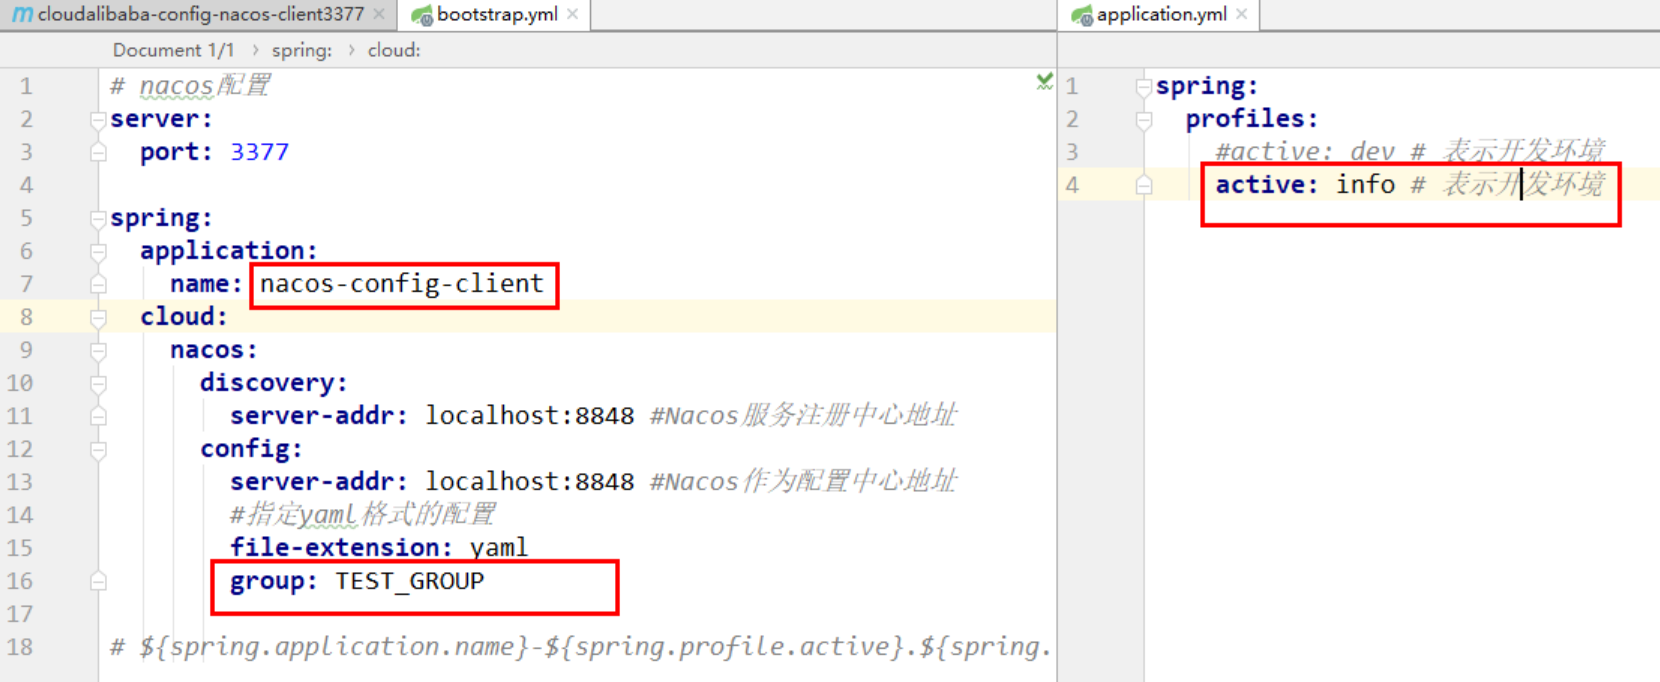 cloudalibaba-config-nacos-client3377
bootstrap.yml
Document 1/1 › spring: › cloud:
1 # nacos配置
2 server:
3 port: 3377
4
5 spring:
6 application:
7 name: nacos-config-client
8 cloud:
9 nacos:
10 discovery:
11 server-addr: localhost:8848 #Nacos服务注册中心地址
12 config:
13 server-addr: localhost:8848 #Nacos作为配置中心地址
14 #指定yaml格式的配置
15 file-extension: yaml
16 group: TEST_GROUP
17
18 # ${spring.application.name}-${spring.profile.active}.${spring.
application.yml
1 spring:
2 profiles:
3 #active: dev # 表示开发环境
4 active: info # 表示开发环境